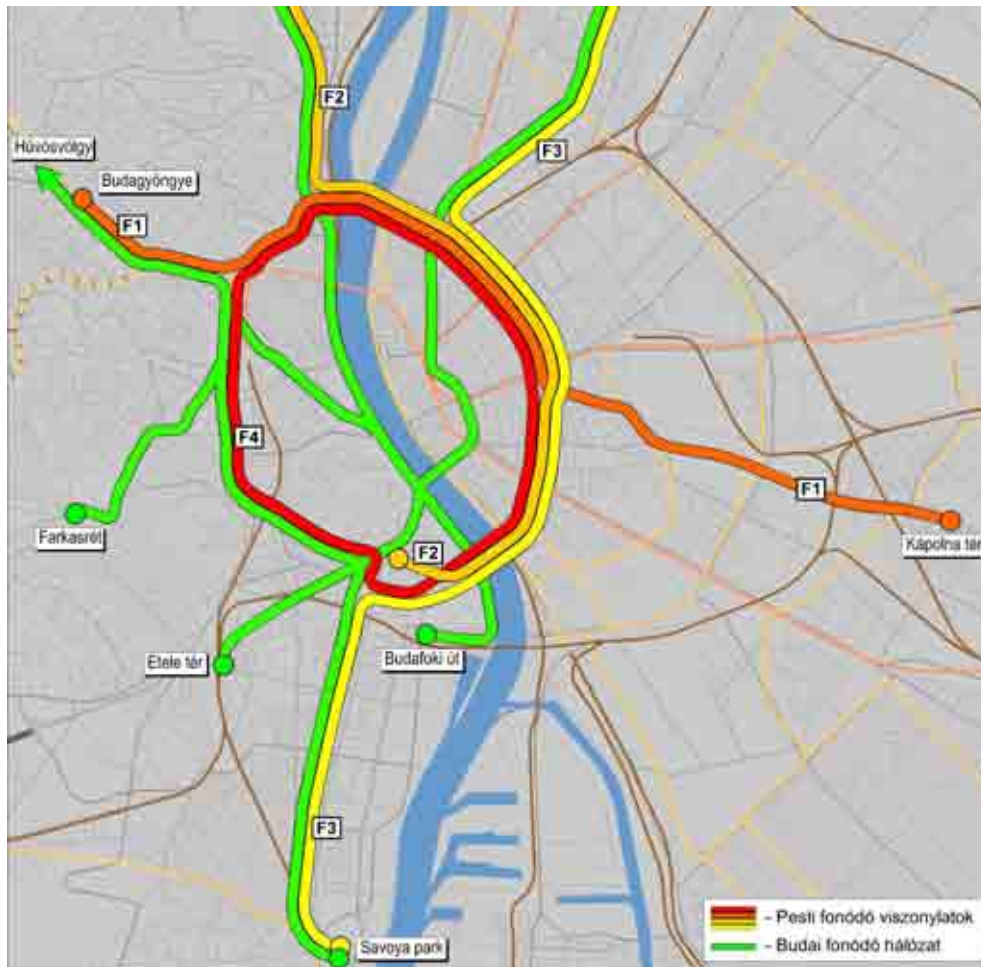 F2
F3
Hűvösvölgy
Budagyöngye
F1
F4
F1
Farkasrét
F2
Kápolna tér
Etele tér
Budafoki út
F3
Savoya park
- Pesti fonódó viszonylatok
- Budai fonódó hálózat